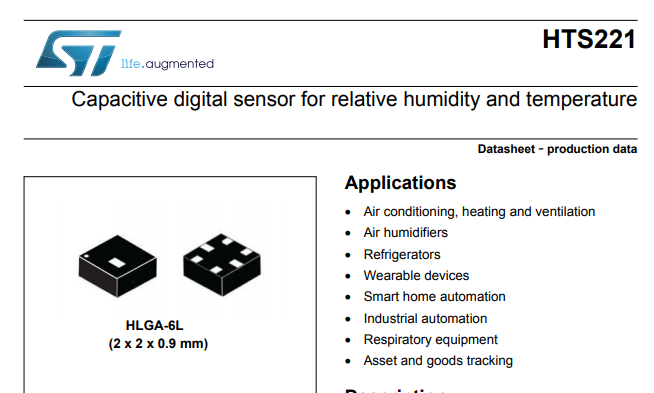 HTS221
life.augmented
Capacitive digital sensor for relative humidity and temperature
Datasheet - production data
HLGA-6L
(2 x 2 x 0.9 mm)
Applications
• Air conditioning, heating and ventilation
• Air humidifiers
• Refrigerators
• Wearable devices
• Smart home automation
• Industrial automation
• Respiratory equipment
• Asset and goods tracking